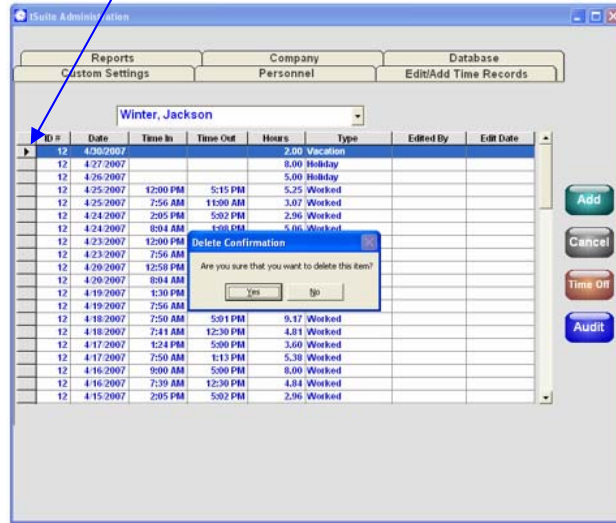 tSuite Administration
Reports Company Database
Custom Settings Personnel Edit/Add Time Records
Winter, Jackson
ID # Date Time In Time Out Hours Type Edited By Edit Date
12 4/30/2007 2.00 Vacation
12 4/27/2007 8.00 Holiday
12 4/26/2007 5.00 Holiday
12 4/25/2007 12:00 PM 5:15 PM 5.25 Worked
12 4/25/2007 7:56 AM 11:00 AM 3.07 Worked
12 4/24/2007 2:05 PM 5:02 PM 2.96 Worked
12 4/24/2007 8:04 AM 1:08 PM 5.06 Worked
12 4/23/2007 12:00 PM
12 4/23/2007 7:56 AM
12 4/20/2007 12:58 PM
12 4/20/2007 8:04 AM
12 4/19/2007 1:30 PM
12 4/19/2007 7:56 AM
12 4/18/2007 7:50 AM 5:01 PM 9.17 Worked
12 4/18/2007 7:41 AM 12:30 PM 4.81 Worked
12 4/17/2007 1:24 PM 5:00 PM 3.60 Worked
12 4/17/2007 7:50 AM 1:13 PM 5.38 Worked
12 4/16/2007 9:00 AM 5:00 PM 8.00 Worked
12 4/16/2007 7:39 AM 12:30 PM 4.84 Worked
12 4/15/2007 2:05 PM 5:02 PM 2.96 Worked
Delete Confirmation
Are you sure that you want to delete this item?
Yes No
Add
Cancel
Time Off
Audit